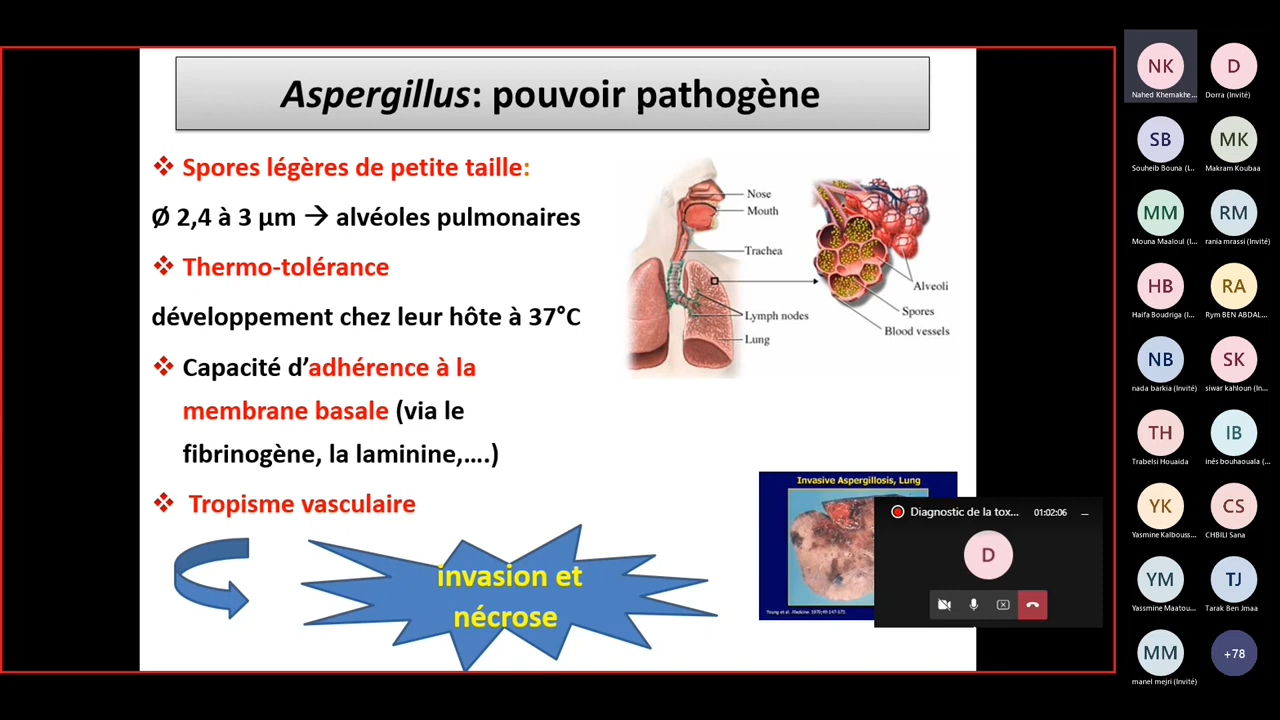 Aspergillus: pouvoir pathogène
❖ Spores légères de petite taille:
Ø 2,4 à 3 µm → alvéoles pulmonaires
❖ Thermo-tolérance
développement chez leur hôte à 37°C
❖ Capacité d’adhérence à la
membrane basale (via le
fibrinogène, la laminine,….)
❖ Tropisme vasculaire
invasion et
nécrose
Nose
Mouth
Trachea
Lymph nodes
Lung
Alveoli
Spores
Blood vessels
Invasive Aspergillosis, Lung
Diagnostic de la tox...
01:02:06
D
NK
Nahed Khemakhe...
D
Dorra (Invité)
SB
Souheib Bouna (I...
MK
Makram Koubaa
MM
Mouna Maaloul (I...
RM
rania mrassi (Invité)
HB
Haifa Boudriga (I...
RA
Rym BEN ABDAL...
NB
nada barkia (Invité)
SK
siwar kahloun (In...
TH
Trabelsi Houaida
IB
inés bouhaouala (...
YK
Yasmine Kalbouss...
CS
CHBILI Sana
YM
Yassmine Maatou...
TJ
Tarak Ben Jmaa
MM
manel mejri (Invité)
+78